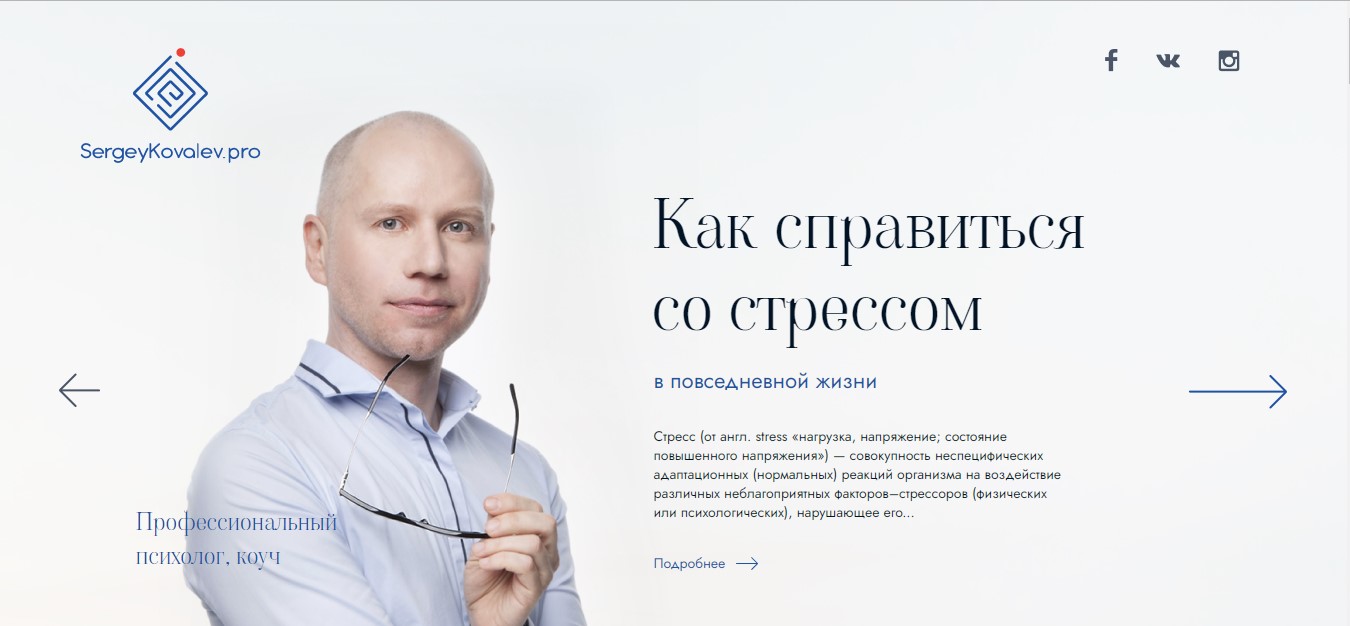 SergeyKovalev.pro
Как справиться
со стрессом
в повседневной жизни
Стресс (от англ. stress «нагрузка, напряжение; состояние
повышенного напряжения») — совокупность неспецифических
адаптационных (нормальных) реакций организма на воздействие
различных неблагоприятных факторов–стрессоров (физических
или психологических), нарушающее его...
Подробнее
Профессиональный
психолог, коуч